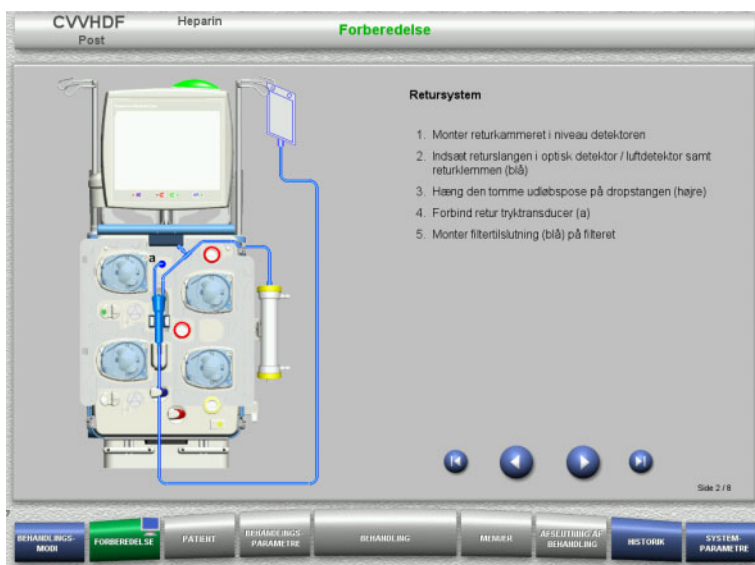 CVVHDF Heparin
Post
Forberedelse
Retursystem
1. Monter returkammeret i niveau detektoren
2. Indsæt returslangen i optisk detektor / luftdetektor samt
returklemmen (blå)
3. Hæng den tomme udløbspose på dropstangen (højre)
4. Forbind retur tryktransducer (a)
5. Monter filtertilslutning (blå) på filteret
a
Side 2 / 8
BEHANDLINGS-
MODI
FORBEREDELSE
PATIENT
BEHANDLINGS-
PARAMETRE
BEHANDLING
MENUER
AFSLUTNING AF
BEHANDLING
HISTORIK
SYSTEM-
PARAMETRE